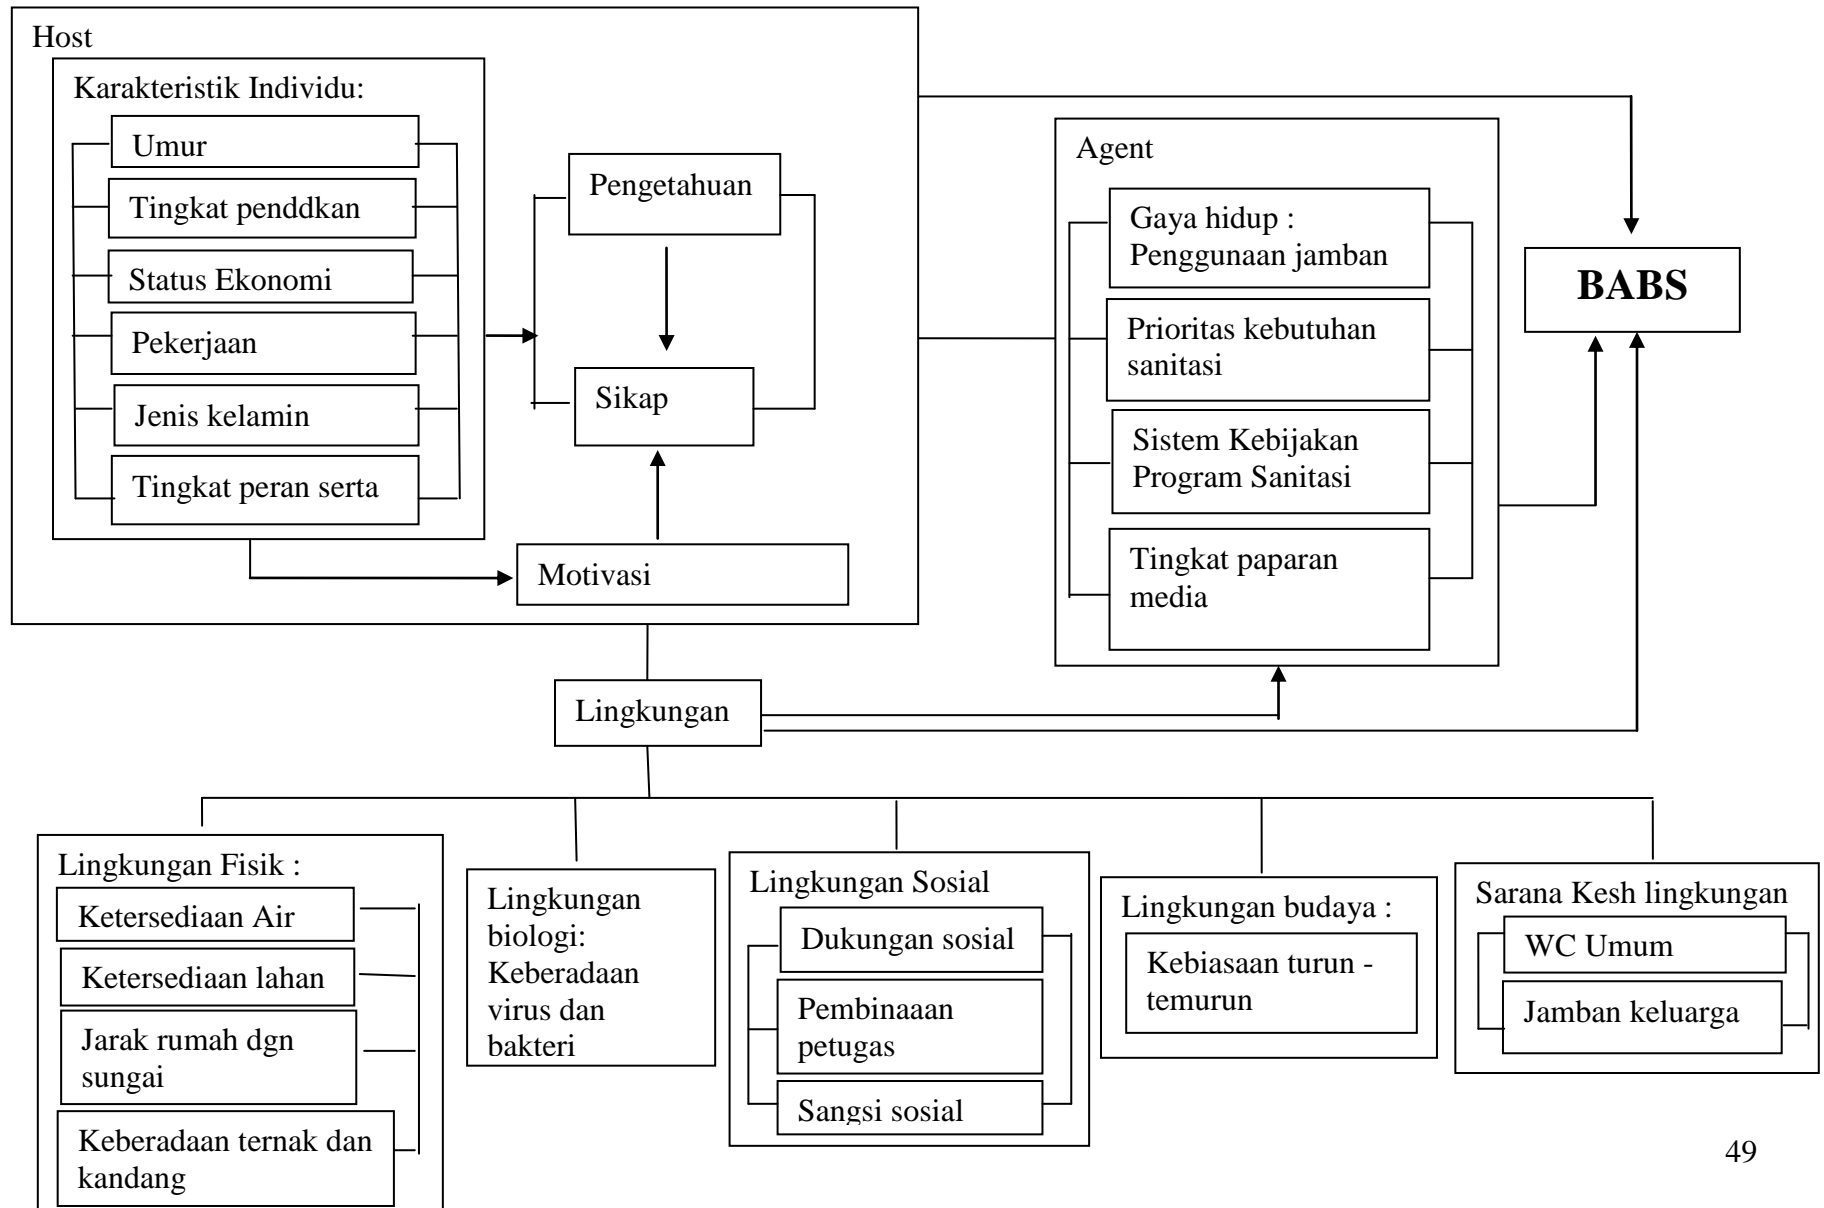 Host
Karakteristik Individu:
Umur
Tingkat penddkan
Status Ekonomi
Pekerjaan
Jenis kelamin
Tingkat peran serta
Pengetahuan
Sikap
Motivasi
Agent
Gaya hidup :
Penggunaan jamban
Prioritas kebutuhan
sanitasi
Sistem Kebijakan
Program Sanitasi
Tingkat paparan
media
BABS
Lingkungan
Lingkungan Fisik :
Ketersediaan Air
Ketersediaan lahan
Jarak rumah dgn
sungai
Keberadaan ternak dan
kandang
Lingkungan
biologi:
Keberadaan
virus dan
bakteri
Lingkungan Sosial
Dukungan sosial
Pembinaaan
petugas
Sangsi sosial
Lingkungan budaya :
Kebiasaan turun -
temurun
Sarana Kesh lingkungan
WC Umum
Jamban keluarga
49